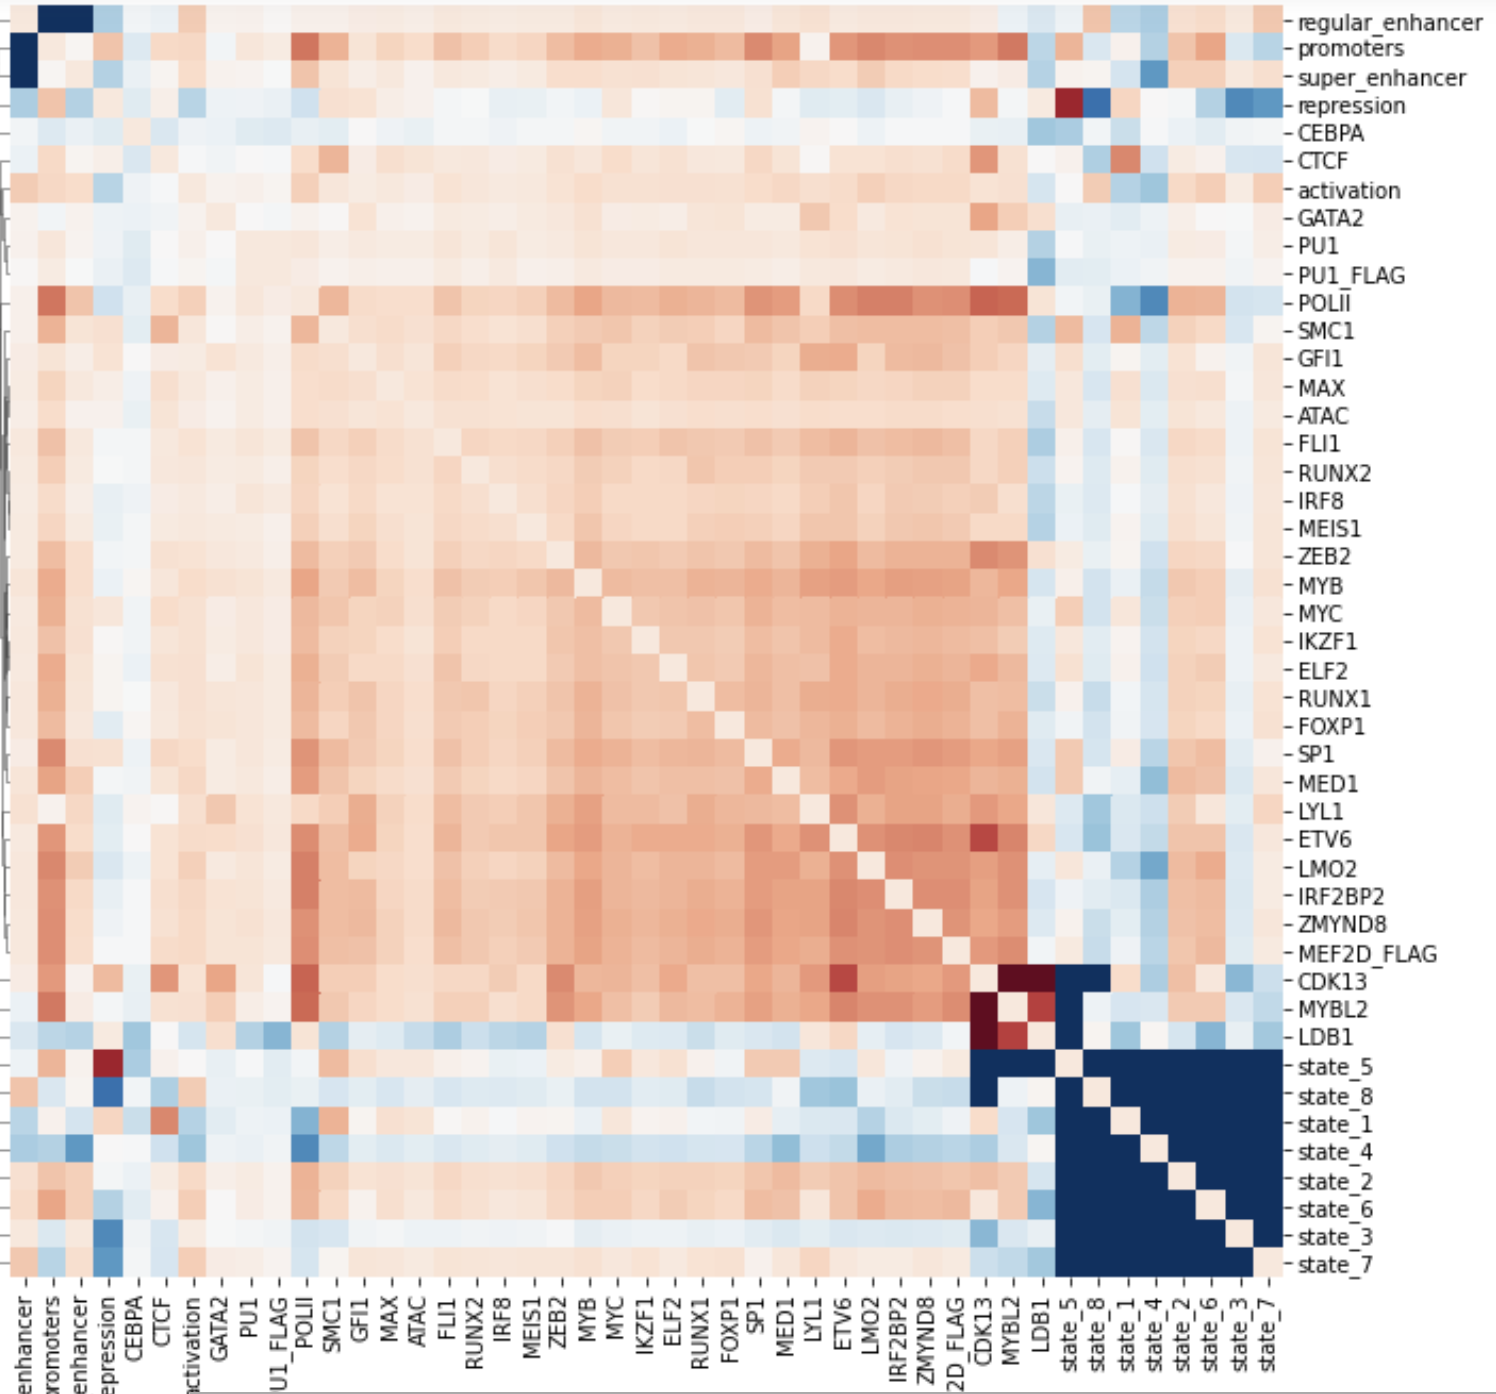 regular_enhancer
promoters
super_enhancer
repression
CEBPA
CTCF
activation
GATA2
PU1
PU1_FLAG
POLII
SMC1
GFI1
MAX
ATAC
FLI1
RUNX2
IRF8
MEIS1
ZEB2
MYB
MYC
IKZF1
ELF2
RUNX1
FOXP1
SP1
MED1
LYL1
ETV6
LMO2
IRF2BP2
ZMYND8
MEF2D_FLAG
CDK13
MYBL2
LDB1
state_5
state_8
state_1
state_4
state_2
state_6
state_3
state_7
enhancer
romoters
enhancer
epression
CEBPA
CTCF
activation
GATA2
PU1
U1_FLAG
POLII
SMC1
GFI1
MAX
ATAC
FLI1
RUNX2
IRF8
MEIS1
ZEB2
MYB
MYC
IKZF1
ELF2
RUNX1
FOXP1
SP1
MED1
LYL1
ETV6
LMO2
IRF2BP2
ZMYND8
2D_FLAG
CDK13
MYBL2
LDB1
state_5
state_8
state_1
state_4
state_2
state_6
state_3
state_7